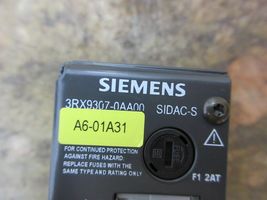 SIEMENS
3RX9307-0AA00 SIDAC-S
A6-01A31
FOR CONTINUED PROTECTION
AGAINST FIRE HAZARD.
REPLACE FUSES WITH THE
SAME TYPE AND RATING ONLY
F1 2AT